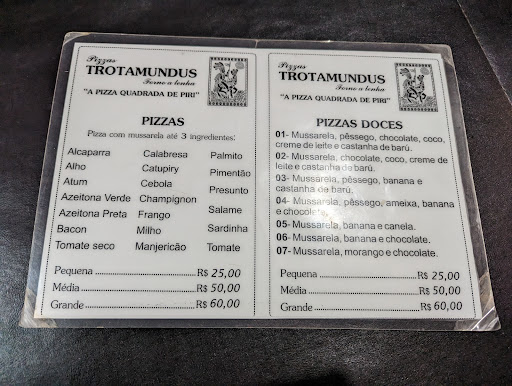 Pizzas
TROTAMUNDUS
Forno a lenha
"A PIZZA QUADRADA DE PIRI"
PIZZAS
Pizza com mussarela até 3 ingredientes:
Alcaparra Calabresa Palmito
Alho Catupiry Pimentão
Atum Cebola Presunto
Azeitona Verde Champignon Salame
Azeitona Preta Frango Sardinha
Bacon Milho Tomate
Tomate seco Manjericão
Pequena R$ 25,00
Média R$ 50,00
Grande R$ 60,00
Pizzas
TROTAMUNDUS
Forno a lenha
"A PIZZA QUADRADA DE PIRI"
PIZZAS DOCES
01- Mussarela, pêssego, chocolate, coco,
creme de leite e castanha de barú.
02- Mussarela, chocolate, coco, creme de
leite e castanha de barú.
03- Mussarela, pêssego, banana e
castanha de barú.
04- Mussarela, pêssego, ameixa, banana
e chocolate.
05- Mussarela, banana e canela.
06- Mussarela, banana e chocolate.
07- Mussarela, morango e chocolate.
Pequena R$ 25,00
Média R$ 50,00
Grande R$ 60,00